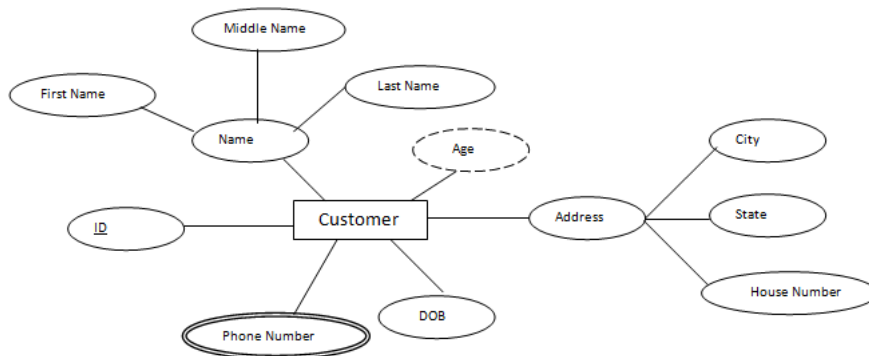 Middle Name
First Name
Last Name
Name
Age
City
Customer
Address
State
ID
House Number
Phone Number
DOB